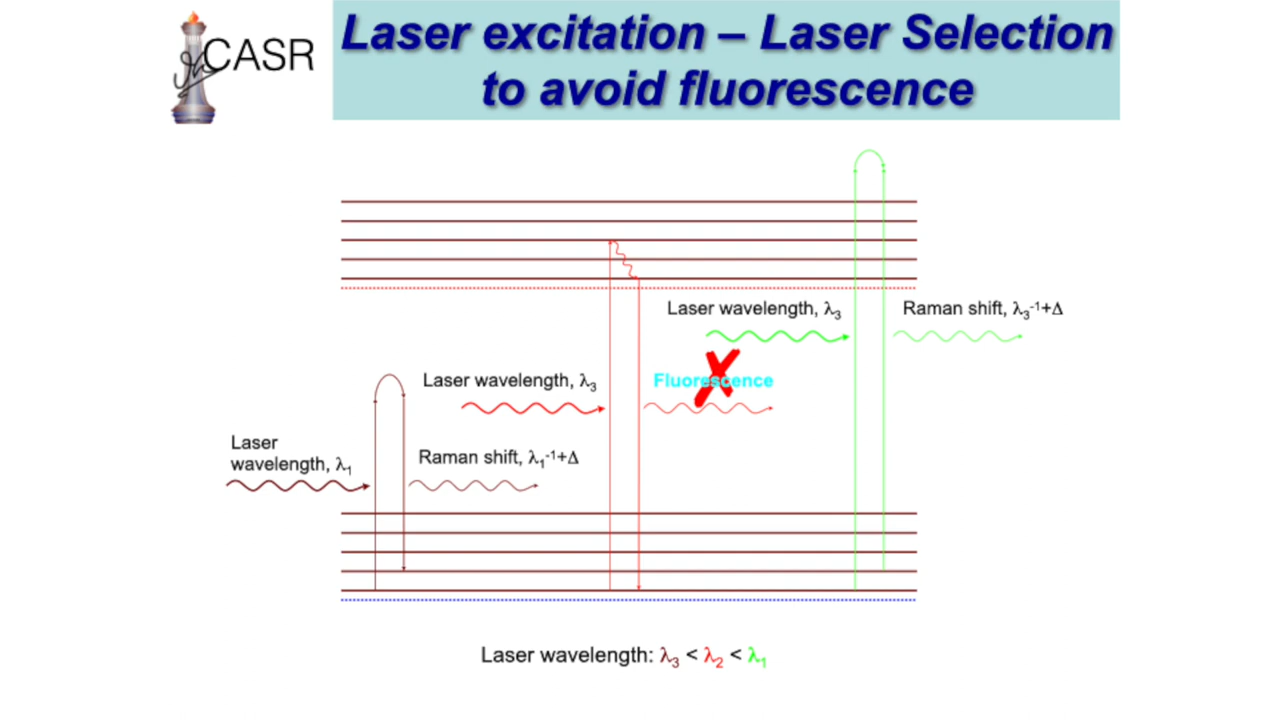 CASR
Laser excitation – Laser Selection
to avoid fluorescence
Laser wavelength, λ₃
Raman shift, λ₃⁻¹+Δ
Laser wavelength, λ₃
Fluorescence
Laser
wavelength, λ₁
Raman shift, λ₁⁻¹+Δ
Laser wavelength: λ₃ < λ₂ < λ₁